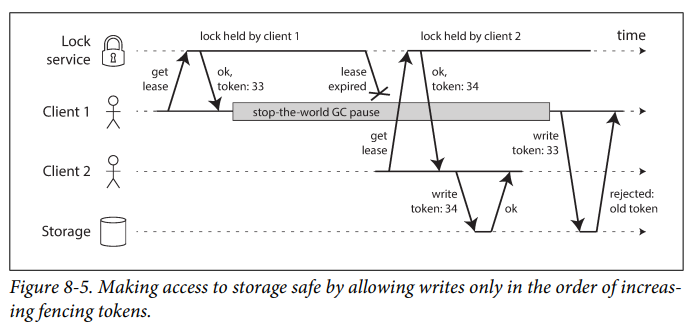 Lock
service
lock held by client 1
lock held by client 2
time
get
lease
ok,
token: 33
lease
expired
ok,
token: 34
Client 1
stop-the-world GC pause
get
lease
write
token: 33
Client 2
write
token: 34
ok
rejected:
old token
Storage
Figure 8-5. Making access to storage safe by allowing writes only in the order of increas-
ing fencing tokens.